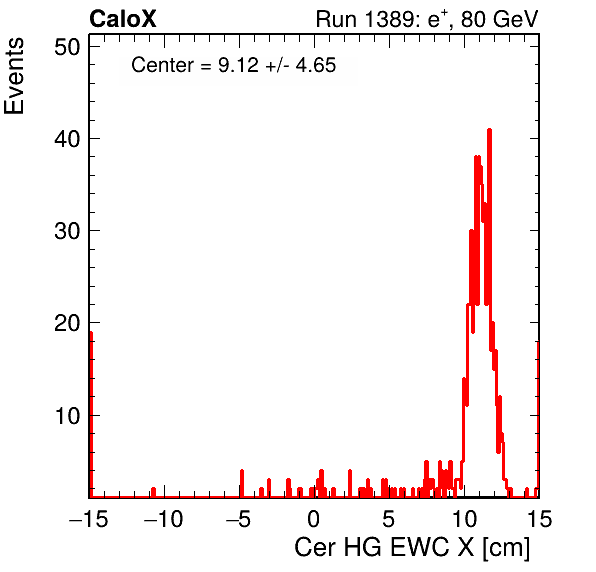 CaloX Run 1389: e⁺, 80 GeV
Events
Center = 9.12 +/- 4.65
50
40
30
20
10
−15 −10 −5 0 5 10 15
Cer HG EWC X [cm]